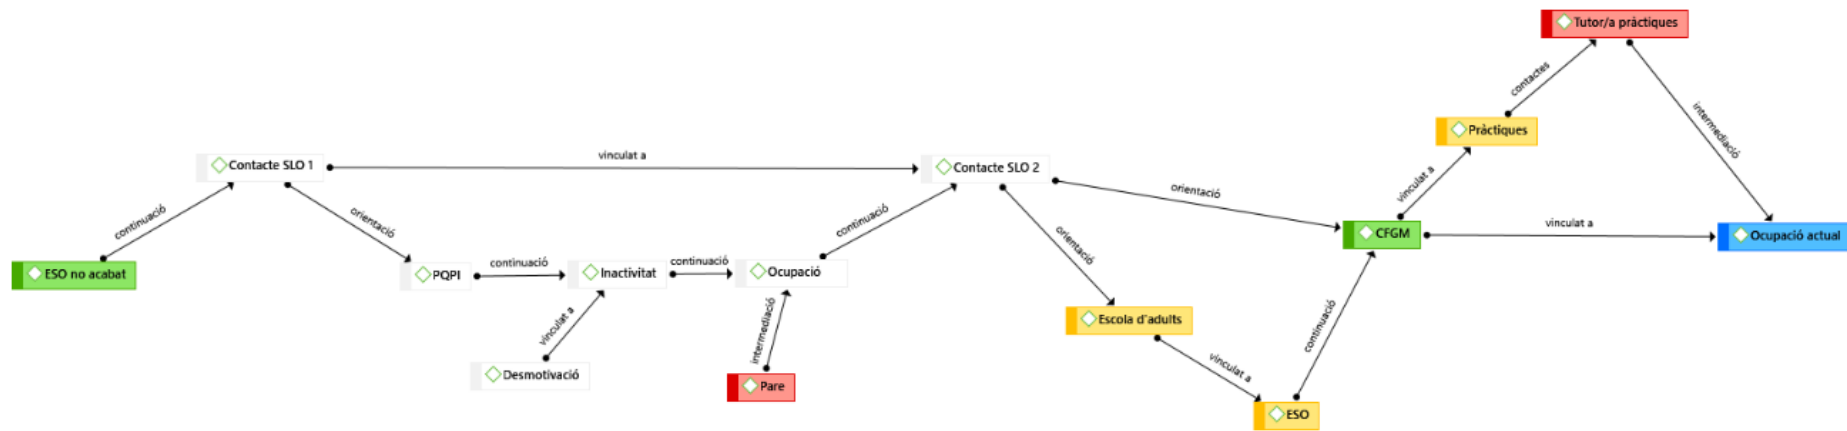 Tutor/a pràctiques
contactes
intermediació
Pràctiques
vinculat a
Contacte SLO 1
vinculat a
Contacte SLO 2
orientació
CFGM
vinculat a
Ocupació actual
continuació
orientació
continuació
orientació
ESO no acabat
PQPI
continuació
Inactivitat
continuació
Ocupació
vinculat a
intermediació
Escola d'adults
continuació
Desmotivació
Pare
vinculat a
ESO